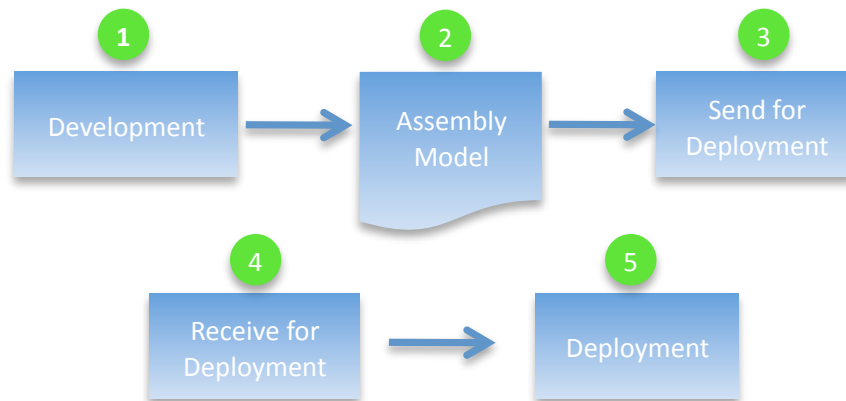 1
2
3
Development
Assembly
Model
Send for
Deployment
4
5
Receive for
Deployment
Deployment